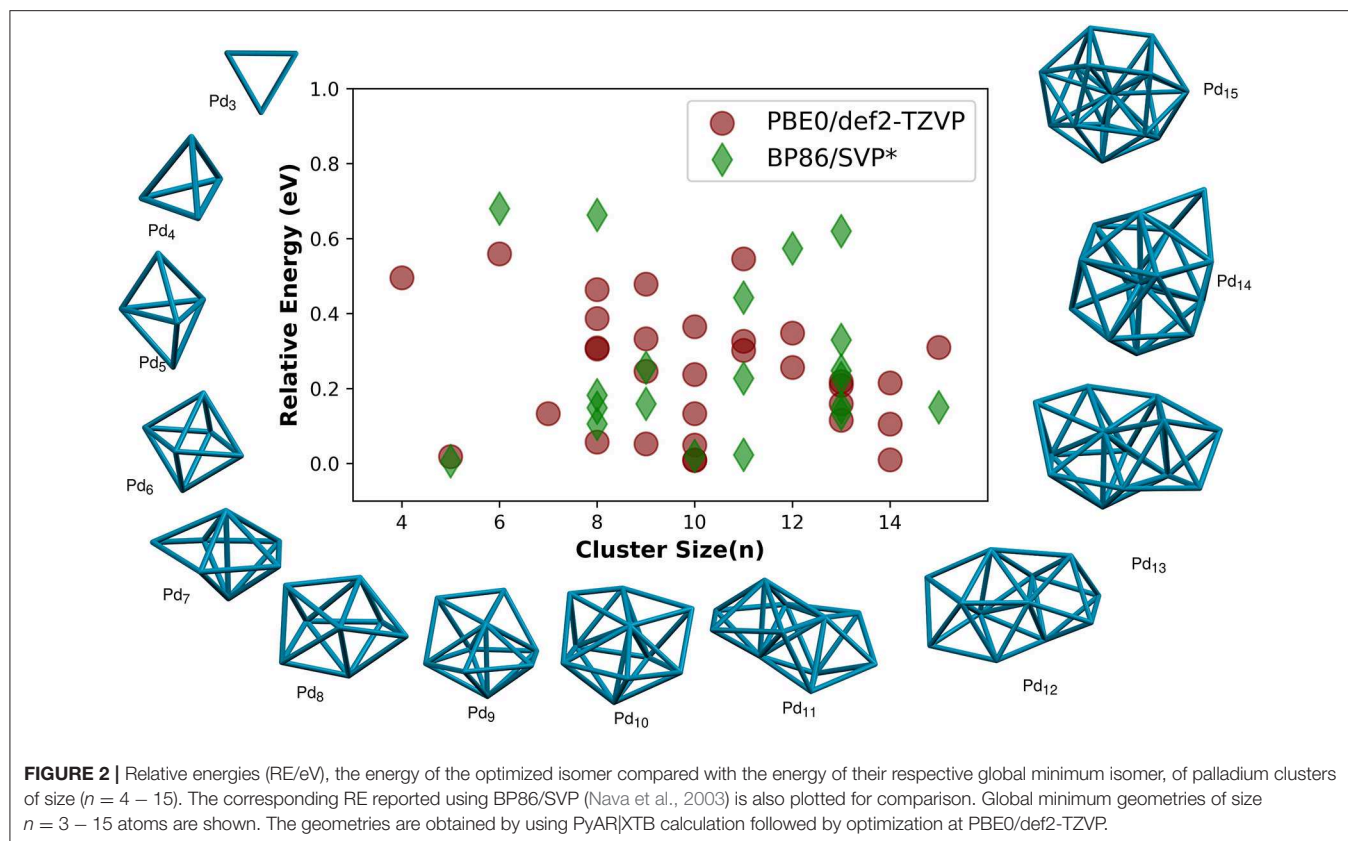 Pd3
Pd4
Pd5
Pd6
Pd7
Pd8
Pd9
Pd10
Pd11
Pd12
Pd13
Pd14
Pd15
1.0
0.8
0.6
0.4
0.2
0.0
Relative Energy (eV)
PBE0/def2-TZVP
BP86/SVP*
4 6 8 10 12 14
Cluster Size(n)
FIGURE 2 | Relative energies (RE/eV), the energy of the optimized isomer compared with the energy of their respective global minimum isomer, of palladium clusters
of size (n = 4 − 15). The corresponding RE reported using BP86/SVP (Nava et al., 2003) is also plotted for comparison. Global minimum geometries of size
n = 3 − 15 atoms are shown. The geometries are obtained by using PyAR|XTB calculation followed by optimization at PBE0/def2-TZVP.